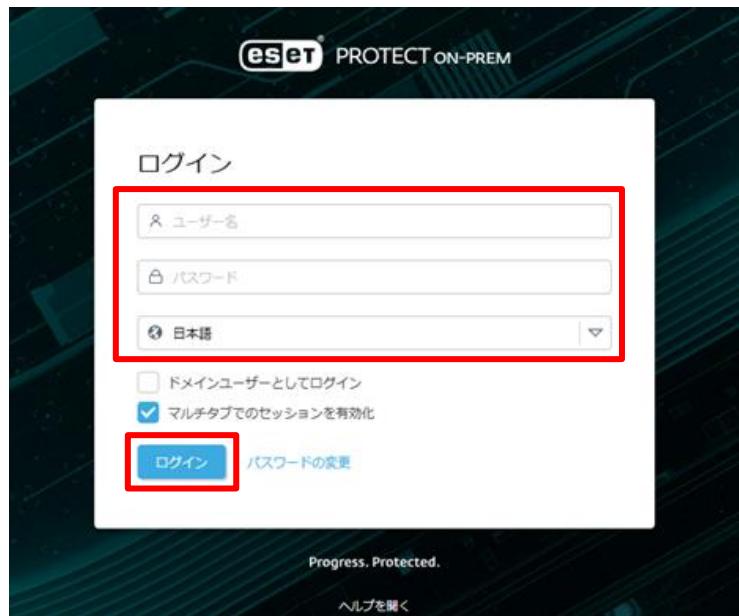 eset PROTECT ON-PREM
ログイン
ユーザー名
パスワード
日本語
ドメインユーザーとしてログイン
マルチタブでのセッションを有効化
ログイン パスワードの変更
Progress. Protected.
ヘルプを開く